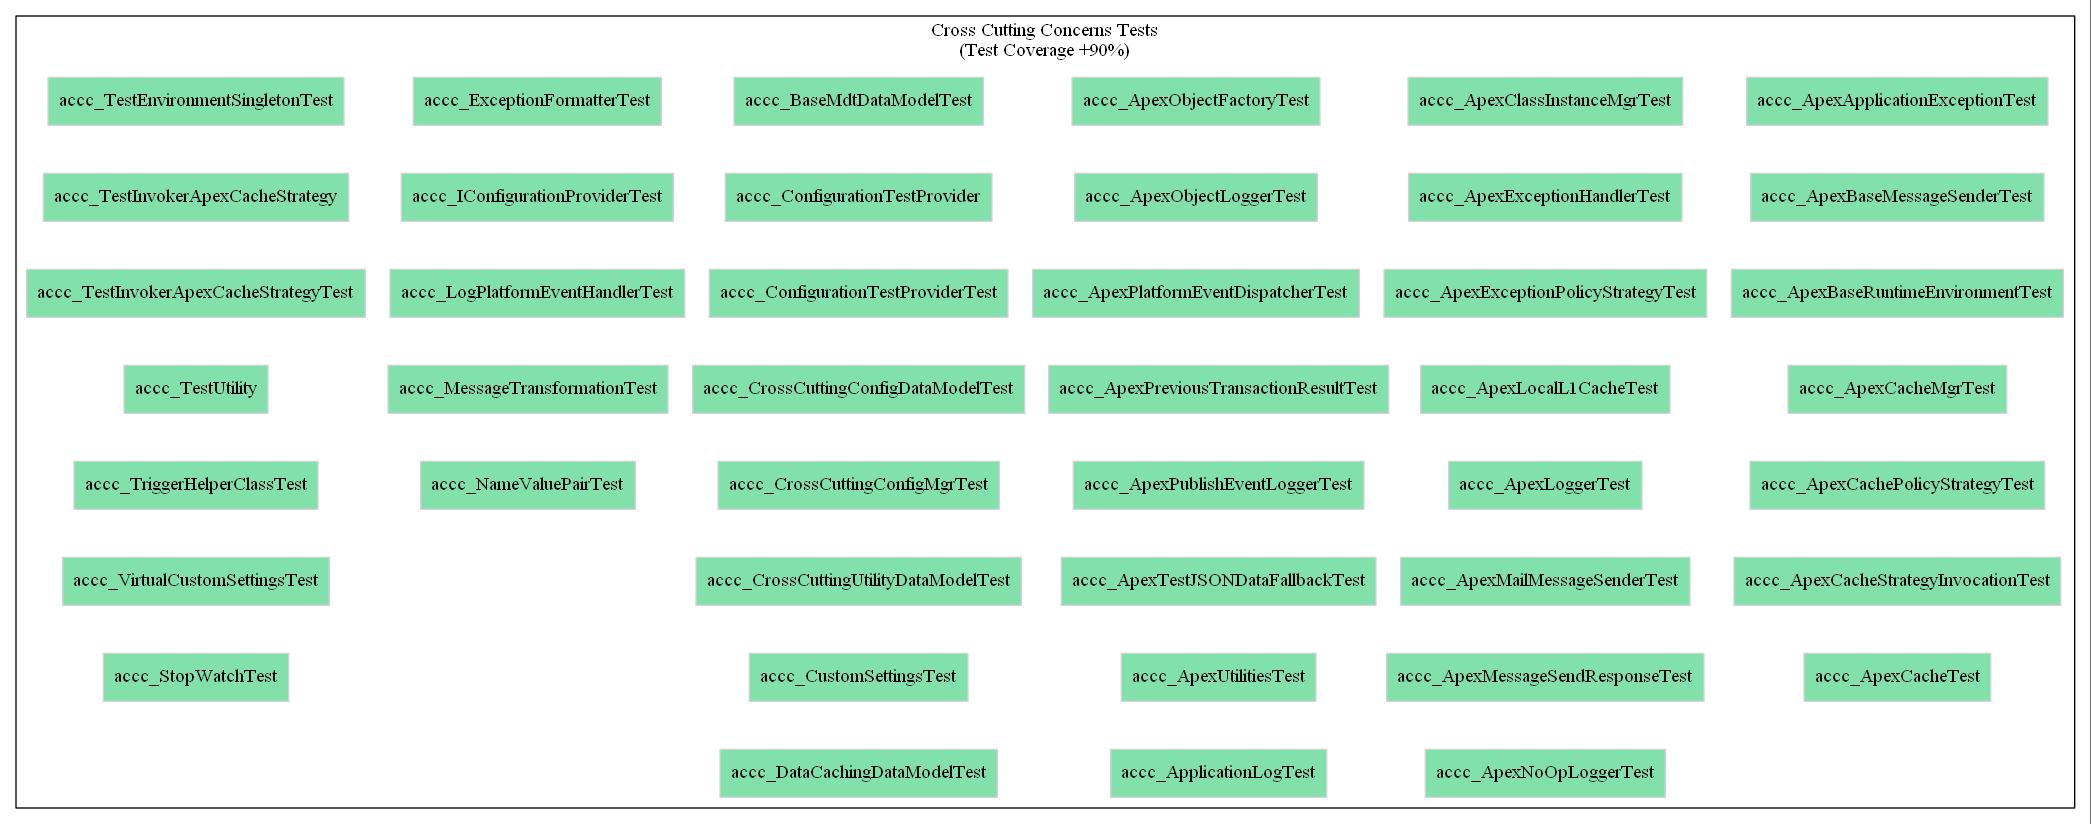 Cross Cutting Concerns Tests
(Test Coverage +90%)
accc_TestEnvironmentSingletonTest
accc_ExceptionFormatterTest
accc_BaseMdtDataModelTest
accc_ApexObjectFactoryTest
accc_ApexClassInstanceMgrTest
accc_ApexApplicationExceptionTest
accc_TestInvokerApexCacheStrategy
accc_IConfigurationProviderTest
accc_ConfigurationTestProvider
accc_ApexObjectLoggerTest
accc_ApexExceptionHandlerTest
accc_ApexBaseMessageSenderTest
accc_TestInvokerApexCacheStrategyTest
accc_LogPlatformEventHandlerTest
accc_ConfigurationTestProviderTest
accc_ApexPlatformEventDispatcherTest
accc_ApexExceptionPolicyStrategyTest
accc_ApexBaseRuntimeEnvironmentTest
accc_TestUtility
accc_MessageTransformationTest
accc_CrossCuttingConfigDataModelTest
accc_ApexPreviousTransactionResultTest
accc_ApexLocalL1CacheTest
accc_ApexCacheMgrTest
accc_TriggerHelperClassTest
accc_NameValuePairTest
accc_CrossCuttingConfigMgrTest
accc_ApexPublishEventLoggerTest
accc_ApexLoggerTest
accc_ApexCachePolicyStrategyTest
accc_VirtualCustomSettingsTest
accc_CrossCuttingUtilityDataModelTest
accc_ApexTestJSONDataFallbackTest
accc_ApexMailMessageSenderTest
accc_ApexCacheStrategyInvocationTest
accc_StopWatchTest
accc_CustomSettingsTest
accc_ApexUtilitiesTest
accc_ApexMessageSendResponseTest
accc_ApexCacheTest
accc_DataCachingDataModelTest
accc_ApplicationLogTest
accc_ApexNoOpLoggerTest